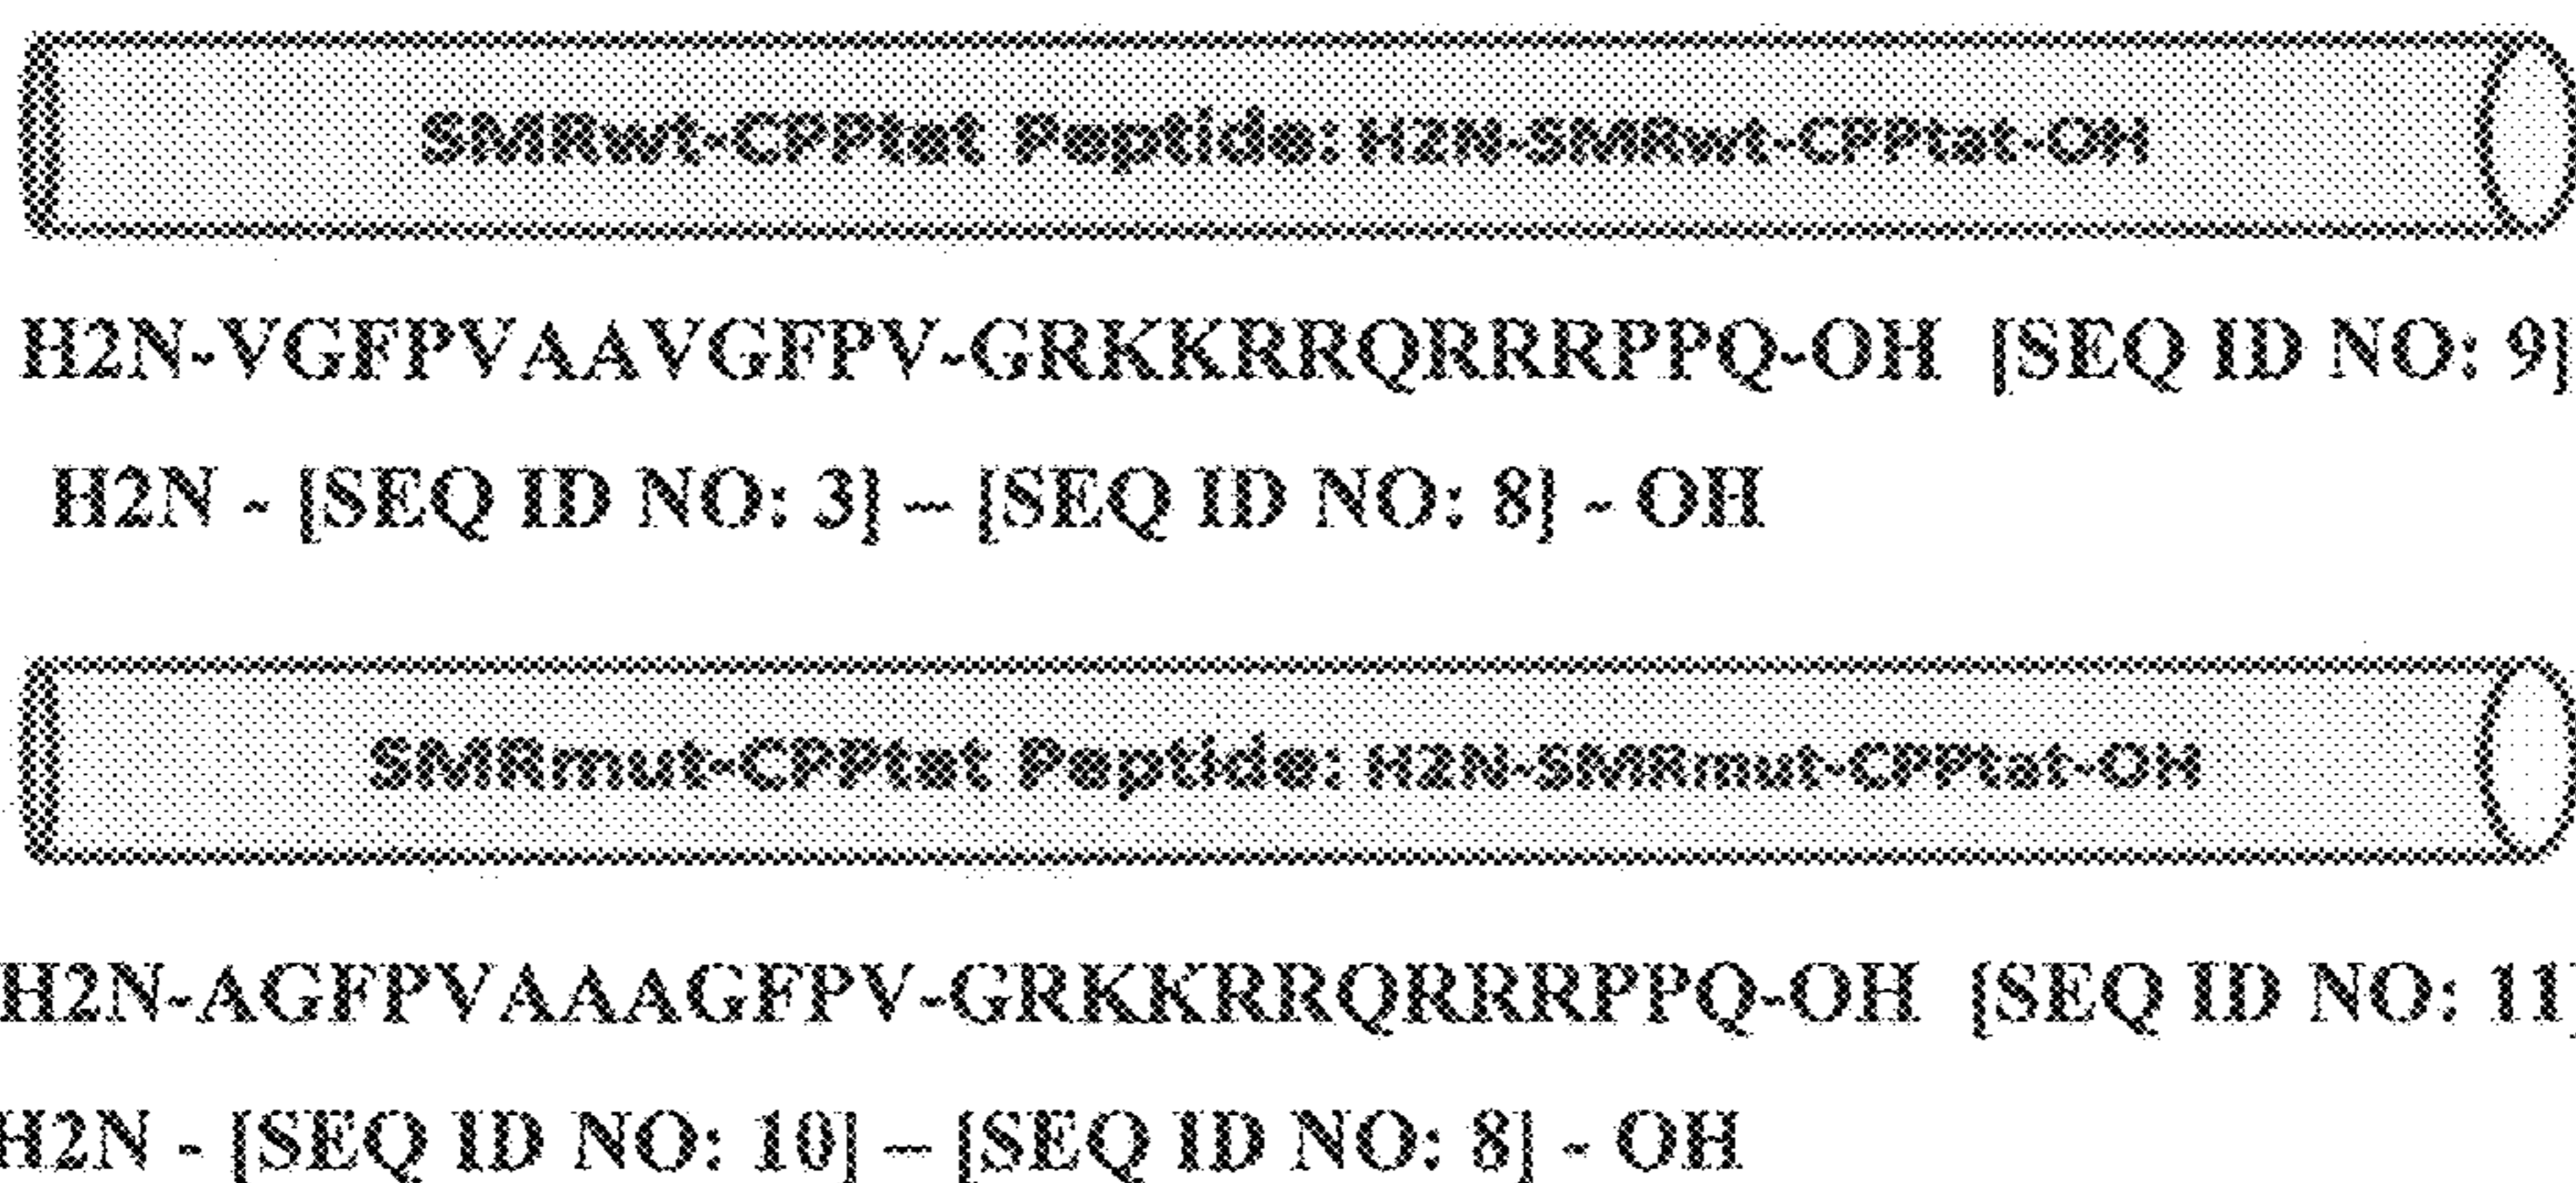 SMRwt-CPPtat Peptide: H2N-SMRwt-CPPtat-OH
H2N-VGFPVAAVGFPV-GRKKRRQRRRPPQ-OH [SEQ ID NO: 9]
H2N - [SEQ ID NO: 3] – [SEQ ID NO: 8] - OH
SMRmut-CPPtat Peptide: H2N-SMRmut-CPPtat-OH
H2N-AGFPVAAAGFPV-GRKKRRQRRRPPQ-OH [SEQ ID NO: 11]
H2N - [SEQ ID NO: 10] – [SEQ ID NO: 8] - OH